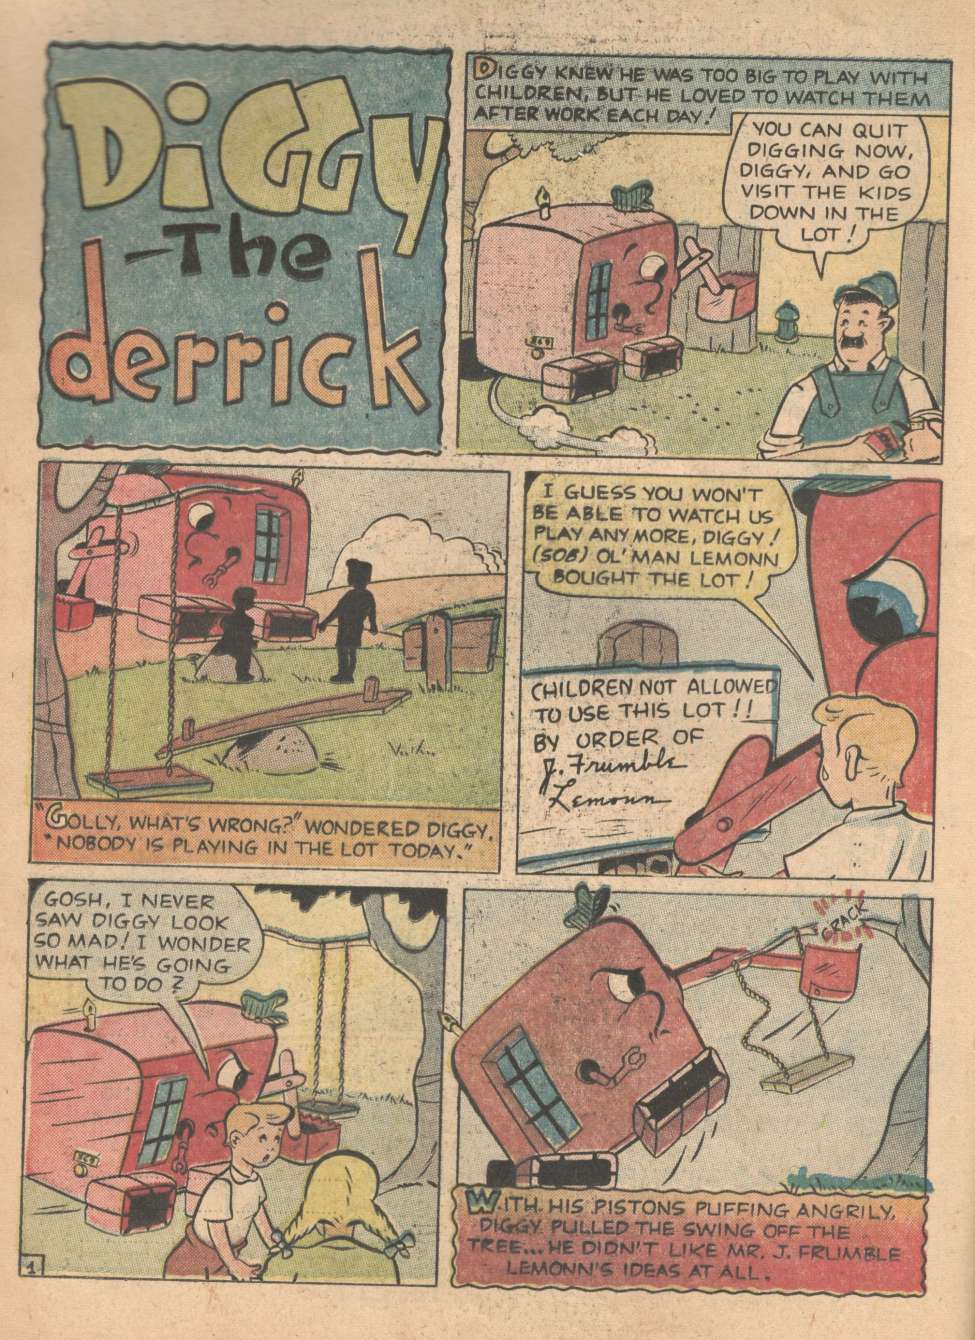 DiGGy
-The
derrick
DIGGY KNEW HE WAS TOO BIG TO PLAY WITH
CHILDREN, BUT HE LOVED TO WATCH THEM
AFTER WORK EACH DAY!
YOU CAN QUIT
DIGGING NOW,
DIGGY, AND GO
VISIT THE KIDS
DOWN IN THE
LOT!
"GOLLY, WHAT'S WRONG?" WONDERED DIGGY.
"NOBODY IS PLAYING IN THE LOT TODAY."
I GUESS YOU WON'T
BE ABLE TO WATCH US
PLAY ANY MORE, DIGGY!
(SOB) OL' MAN LEMONN
BOUGHT THE LOT!
CHILDREN NOT ALLOWED
TO USE THIS LOT!!
BY ORDER OF
J. Frumble
Lemonn
GOSH, I NEVER
SAW DIGGY LOOK
SO MAD! I WONDER
WHAT HE'S GOING
TO DO?
1
CRACK
WITH HIS PISTONS PUFFING ANGRILY,
DIGGY PULLED THE SWING OFF THE
TREE... HE DIDN'T LIKE MR. J. FRUMBLE
LEMONN'S IDEAS AT ALL.